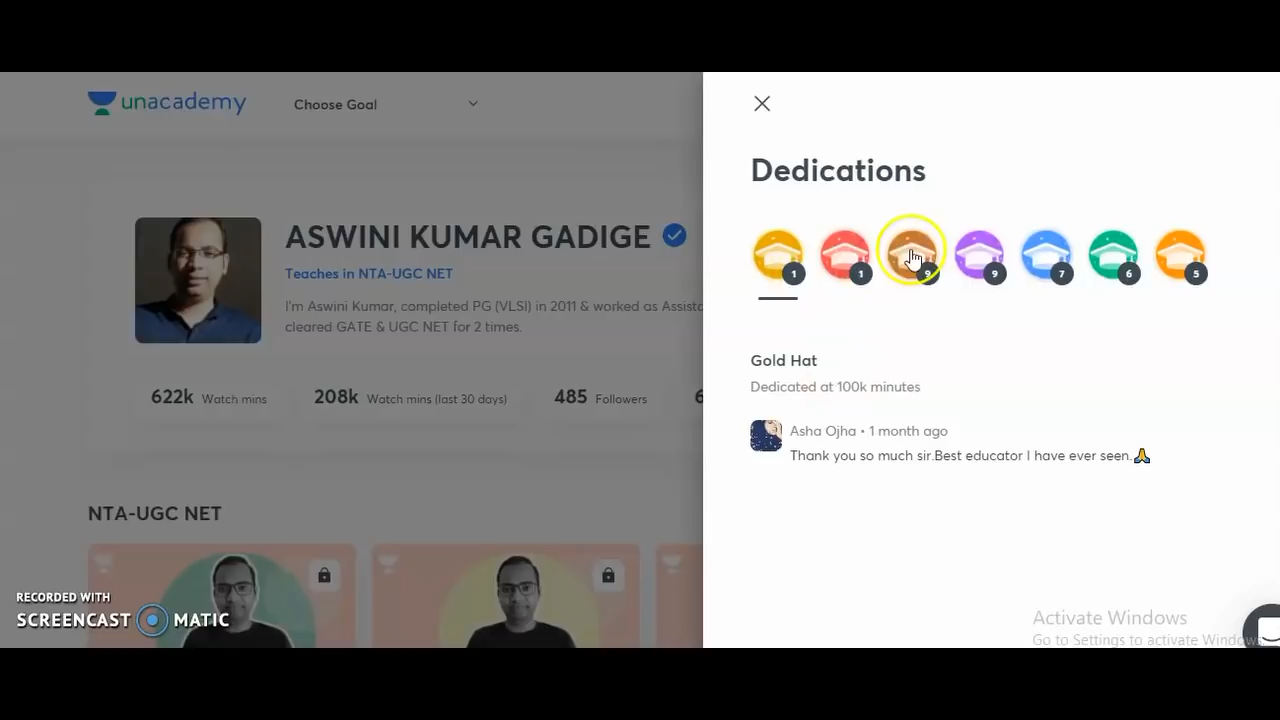 unacademy
Choose Goal
ASWINI KUMAR GADIGE
Teaches in NTA-UGC NET
I'm Aswini Kumar, completed PG (VLSI) in 2011 & worked as Assista
cleared GATE & UGC NET for 2 times.
622k Watch mins
208k Watch mins (last 30 days)
485 Followers
6
NTA-UGC NET
RECORDED WITH
SCREENCAST MATIC
Dedications
1 1 9 9 7 6 5
Gold Hat
Dedicated at 100k minutes
Asha Ojha • 1 month ago
Thank you so much sir.Best educator I have ever seen.🙏
Activate Windows
Go to Settings to activate Windows.